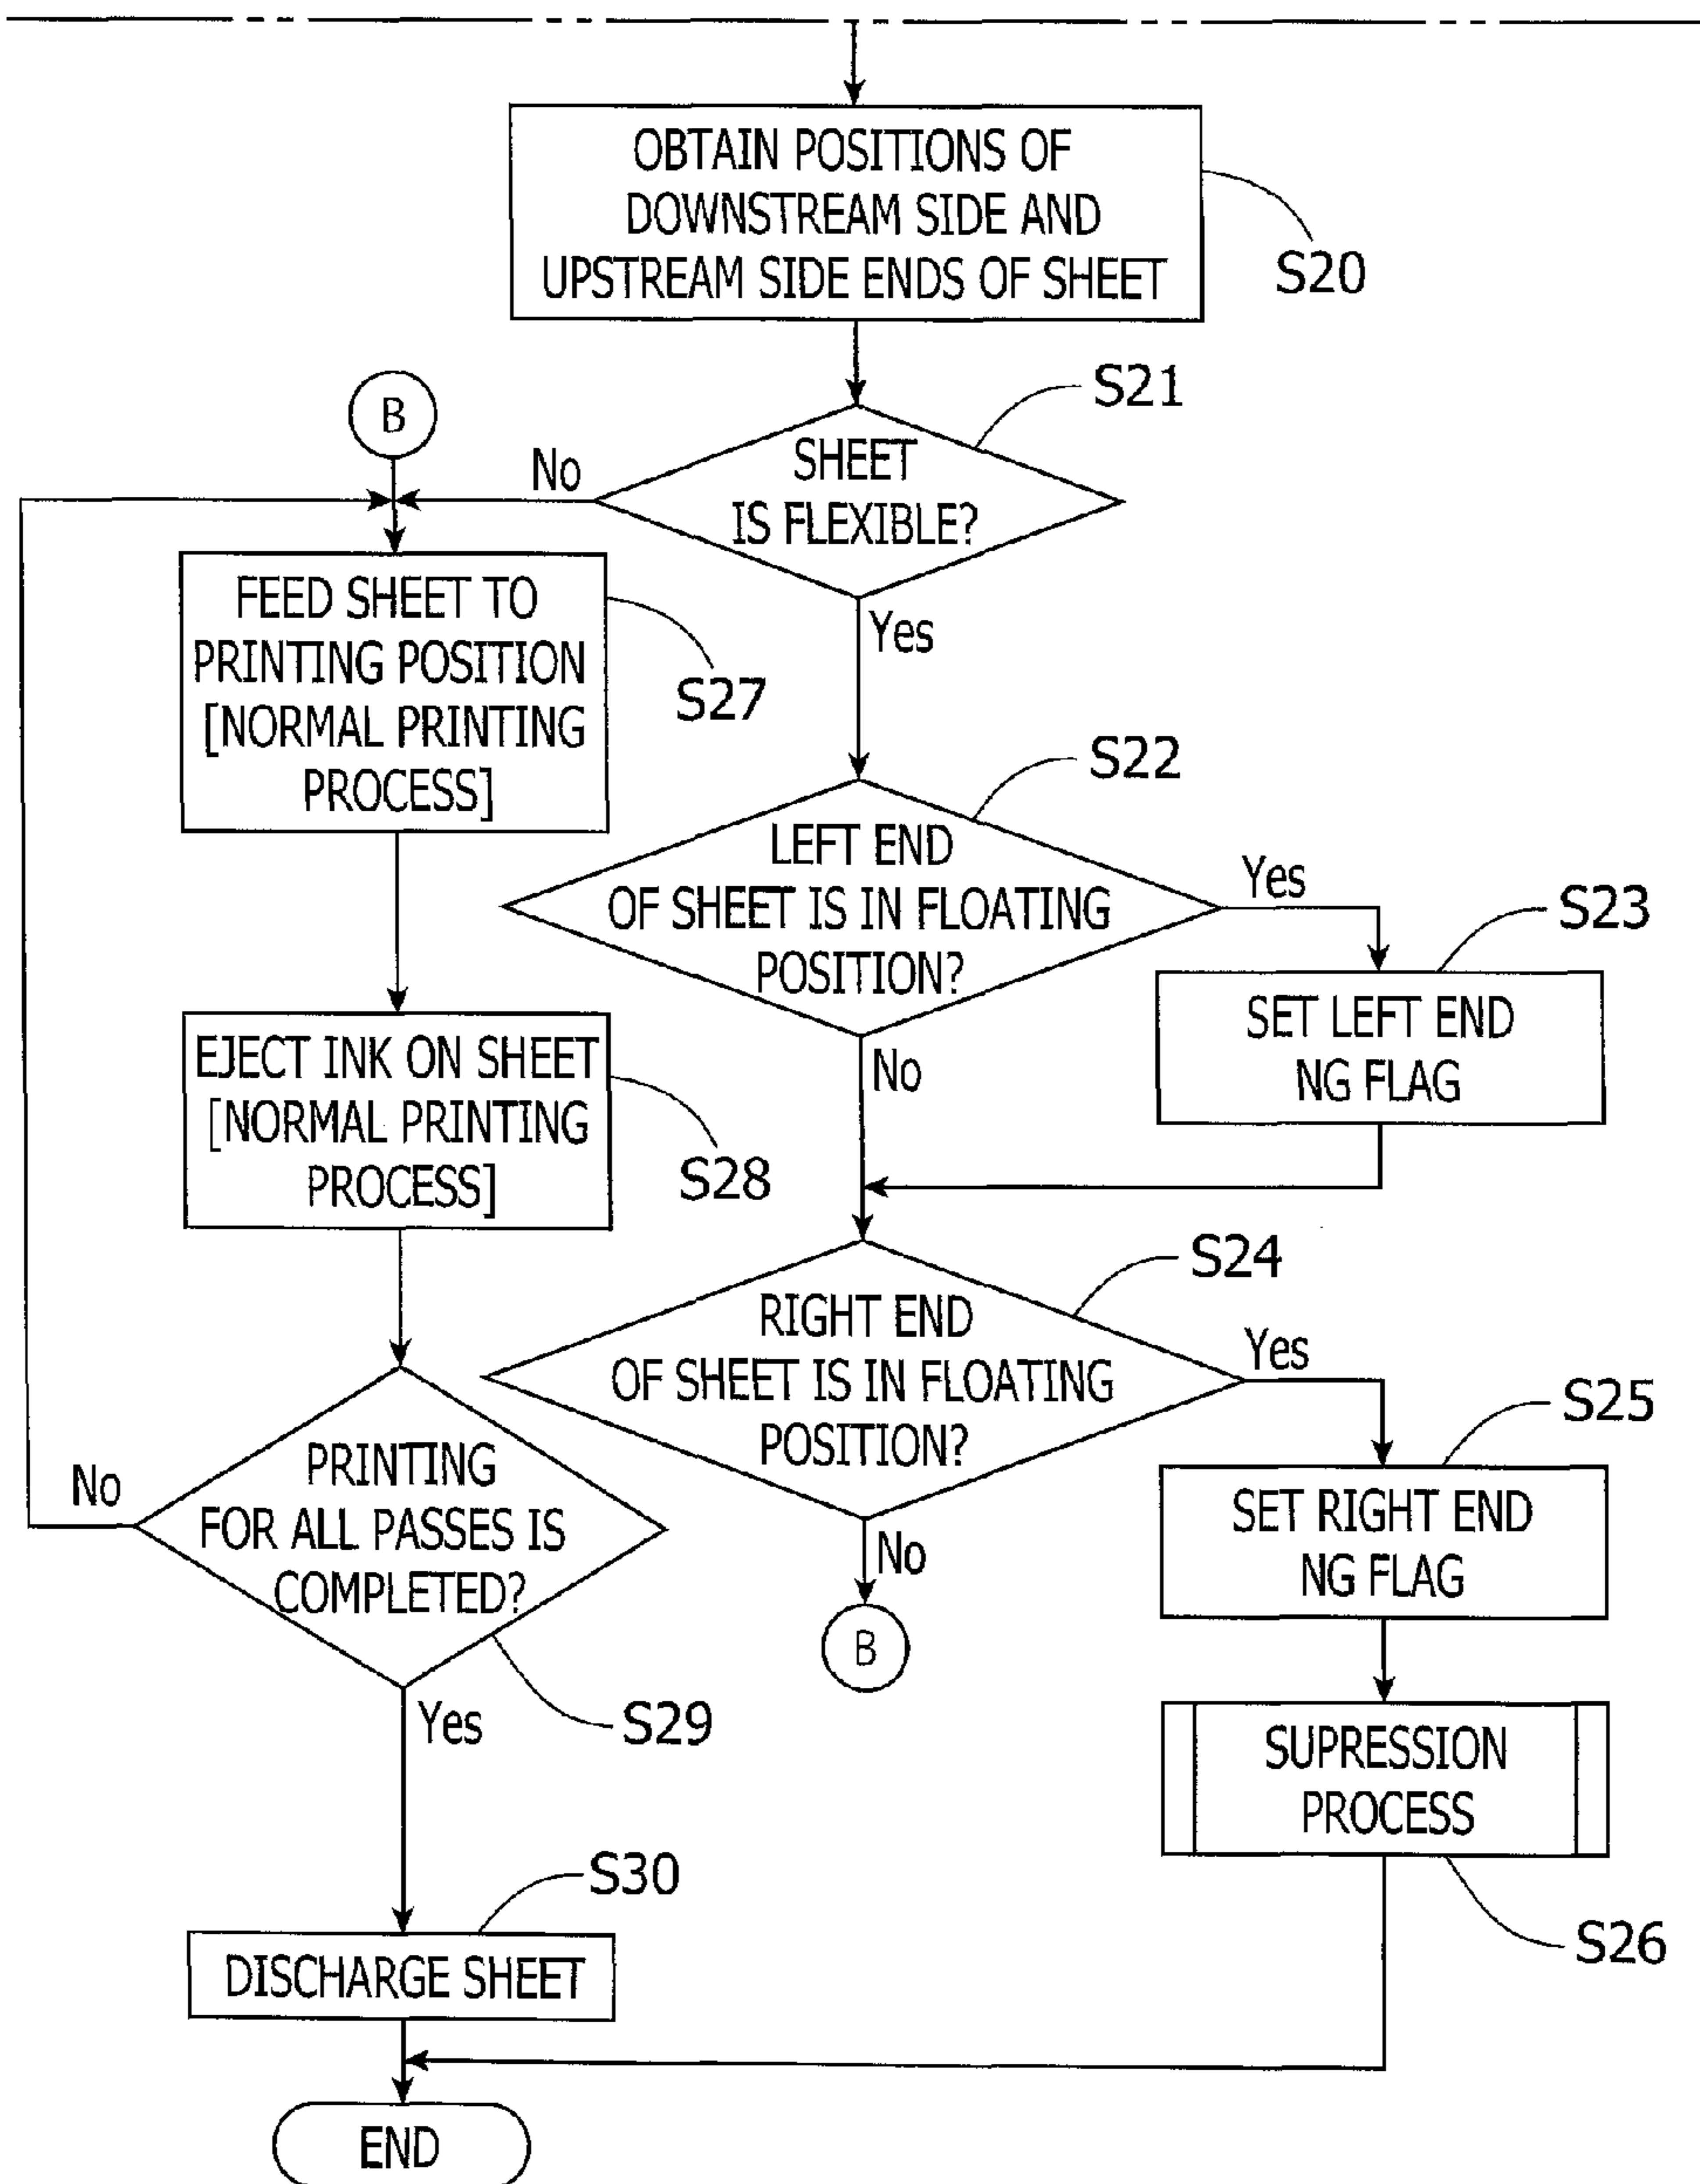 OBTAIN POSITIONS OF
DOWNSTREAM SIDE AND
UPSTREAM SIDE ENDS OF SHEET
S20
B
S21
SHEET
IS FLEXIBLE?
No
Yes
FEED SHEET TO
PRINTING POSITION
[NORMAL PRINTING
PROCESS]
S27
S22
LEFT END
OF SHEET IS IN FLOATING
POSITION?
Yes
No
S23
SET LEFT END
NG FLAG
EJECT INK ON SHEET
[NORMAL PRINTING
PROCESS]
S28
S24
RIGHT END
OF SHEET IS IN FLOATING
POSITION?
Yes
No
B
S25
SET RIGHT END
NG FLAG
PRINTING
FOR ALL PASSES IS
COMPLETED?
No
Yes
S29
SUPRESSION
PROCESS
S26
S30
DISCHARGE SHEET
END